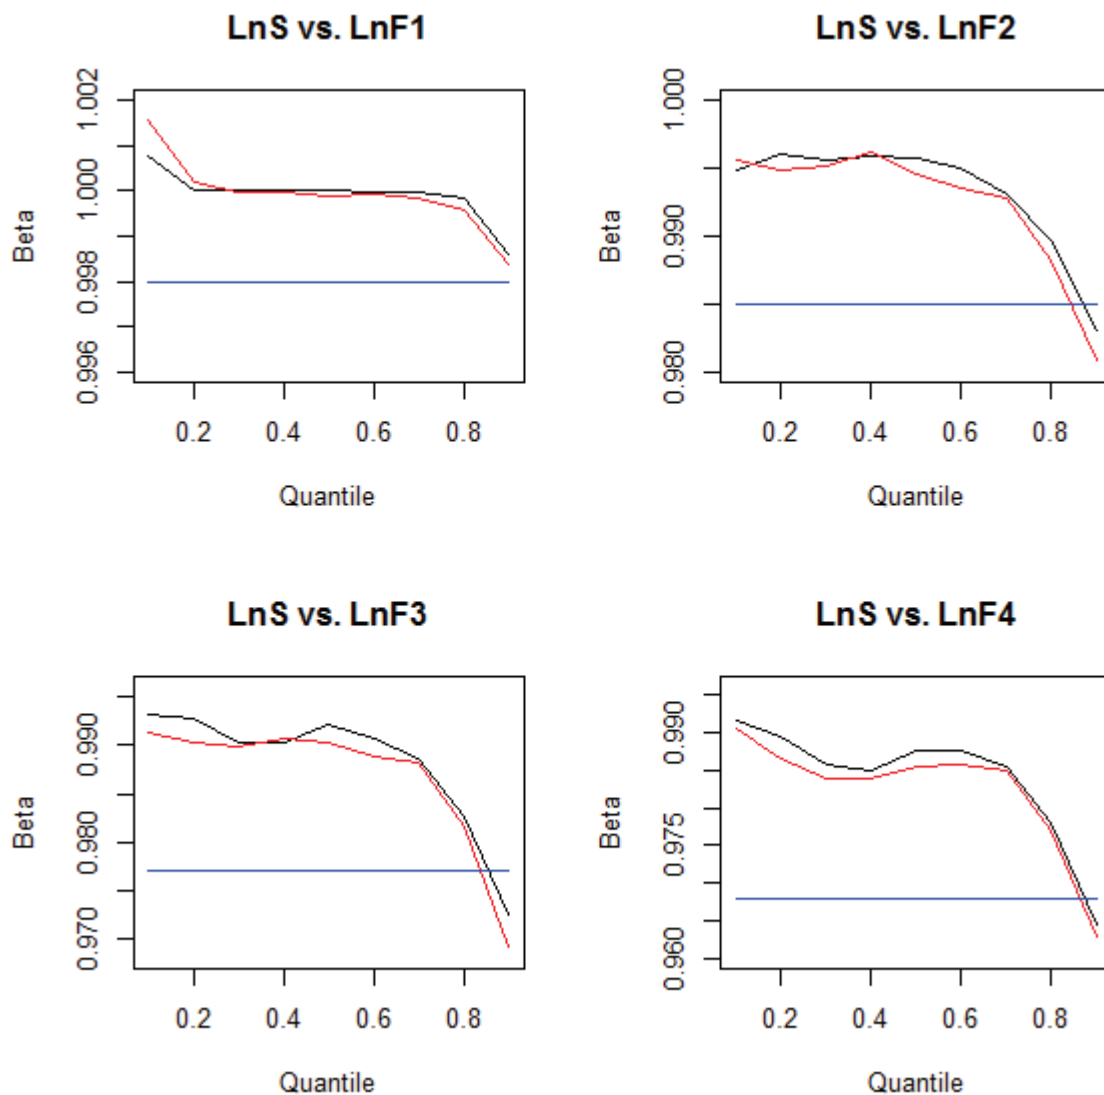 LnS vs. LnF1
Beta
1.002
1.000
0.998
0.996
0.2 0.4 0.6 0.8
Quantile
LnS vs. LnF2
Beta
1.000
0.990
0.980
0.2 0.4 0.6 0.8
Quantile
LnS vs. LnF3
Beta
0.990
0.980
0.970
0.2 0.4 0.6 0.8
Quantile
LnS vs. LnF4
Beta
0.990
0.975
0.960
0.2 0.4 0.6 0.8
Quantile